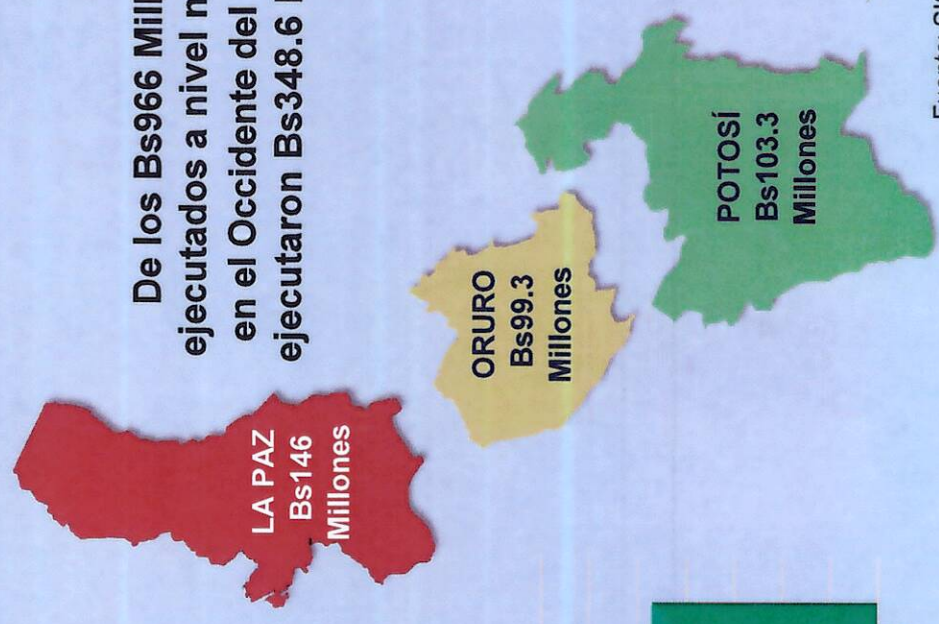 De los Bs966
ejecutados a nivel
en el Occidente del
ejecutaron Bs348.6
LA PAZ
Bs146
Millones
ORURO
Bs99.3
Millones
POTOSÍ
Bs103.3
Millones